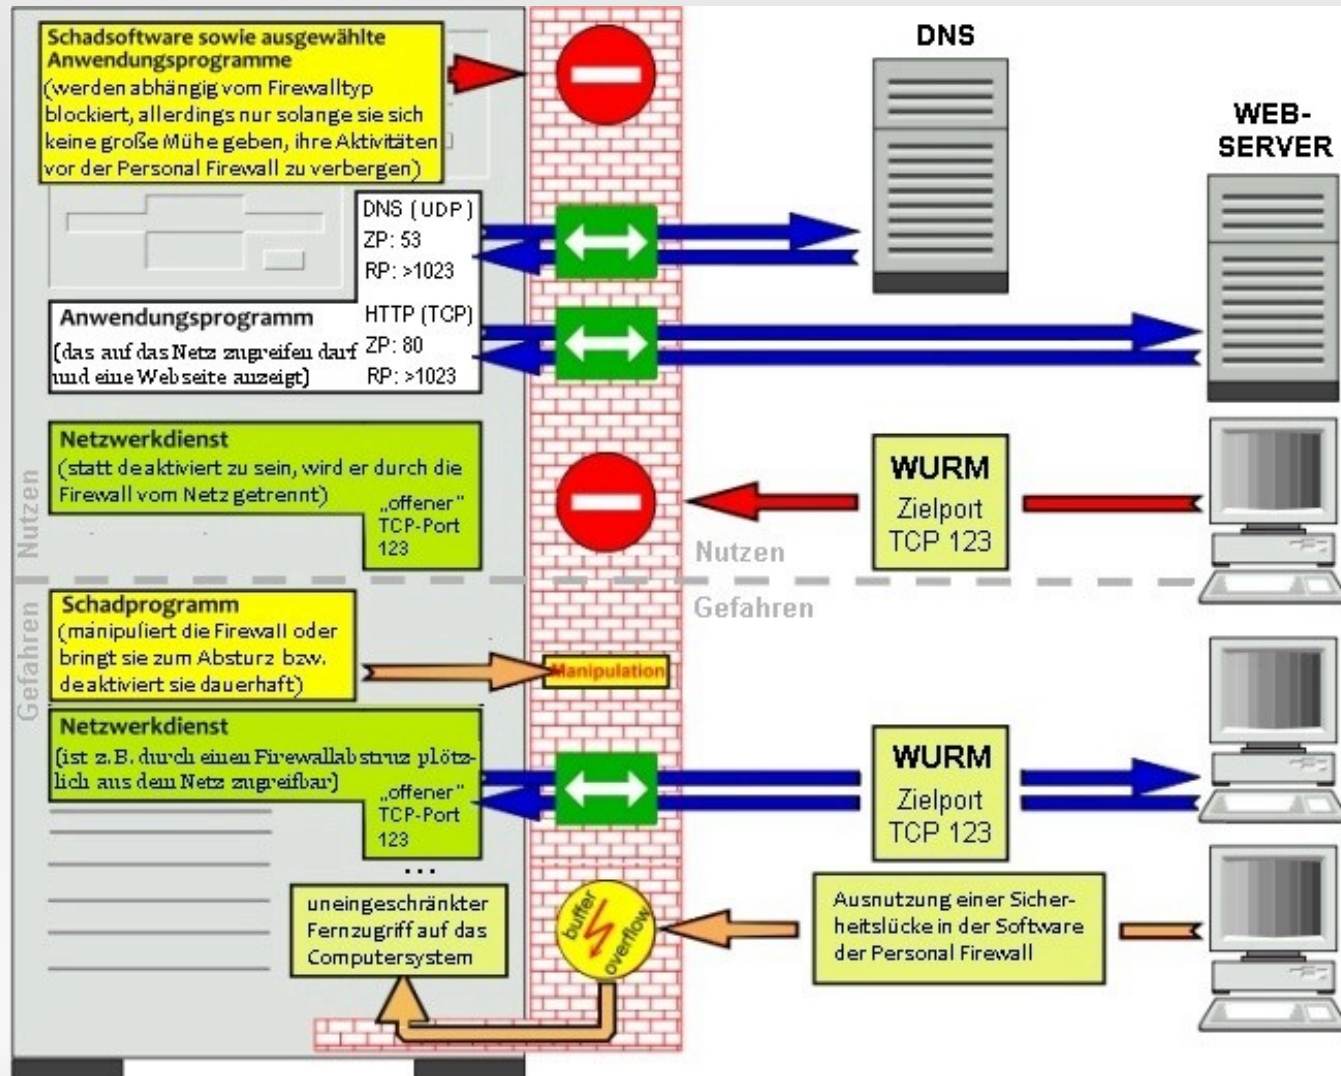 Schadsoftware sowie ausgewählte
Anwendungsprogramme
(werden abhängig vom Firewalltyp
blockiert, allerdings nur solange sie sich
keine große Mühe geben, ihre Aktivitäten
vor der Personal Firewall zu verbergen)
DNS
WEB-
SERVER
DNS (UDP)
ZP: 53
RP: >1023
HTTP (TCP)
ZP: 80
RP: >1023
Anwendungsprogramm
(das auf das Netz zugreifen darf
und eine Webseite anzeigt)
Netzwerkdienst
(statt deaktiviert zu sein, wird er durch die
Firewall vom Netz getrennt)
„offener”
TCP-Port
123
WURM
Zielport
TCP 123
Nutzen
Nutzen
Gefahren
Gefahren
Schadprogramm
(manipuliert die Firewall oder
bringt sie zum Absturz bzw.
deaktiviert sie dauerhaft)
Manipulation
Netzwerkdienst
(ist z.B. durch einen Firewallabstruz plötz-
lich aus dem Netz zugreifbar)
„offener”
TCP-Port
123
...
WURM
Zielport
TCP 123
uneingeschränkter
Fernzugriff auf das
Computersystem
buffer
overflow
Ausnutzung einer Sicher-
heitslücke in der Software
der Personal Firewall